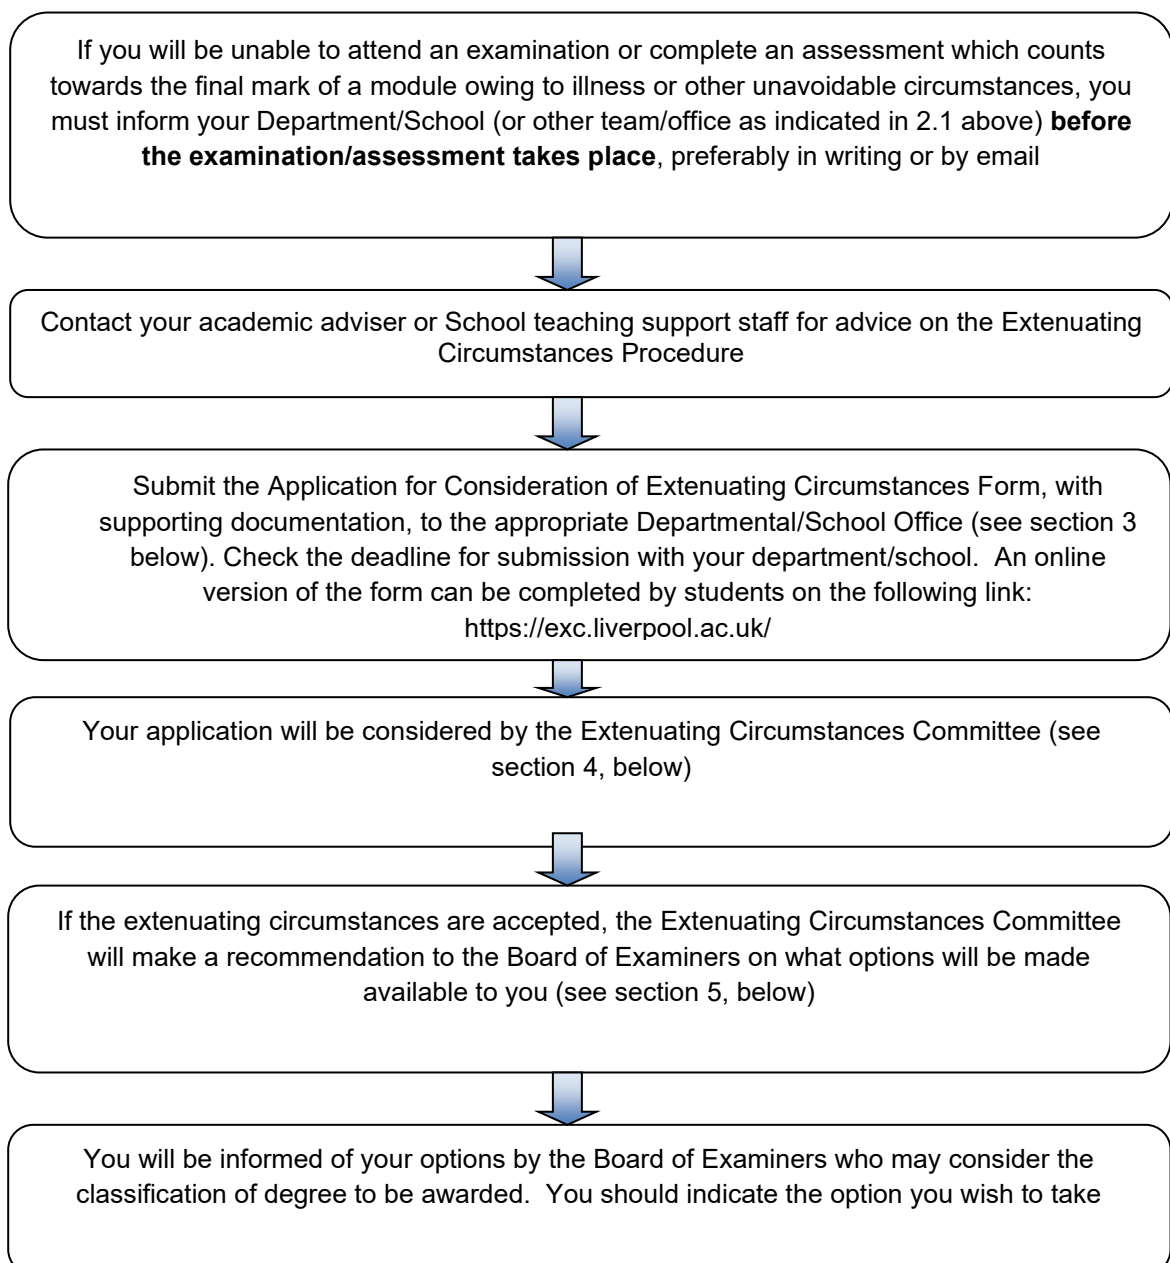 If you will be unable to attend an examination or complete an assessment which counts
towards the final mark of a module owing to illness or other unavoidable circumstances, you
must inform your Department/School (or other team/office as indicated in 2.1 above) before
the examination/assessment takes place, preferably in writing or by email
Contact your academic adviser or School teaching support staff for advice on the Extenuating
Circumstances Procedure
Submit the Application for Consideration of Extenuating Circumstances Form, with
supporting documentation, to the appropriate Departmental/School Office (see section 3
below). Check the deadline for submission with your department/school.  An online
version of the form can be completed by students on the following link:
https://exc.liverpool.ac.uk/
Your application will be considered by the Extenuating Circumstances Committee (see
section 4, below)
If the extenuating circumstances are accepted, the Extenuating Circumstances Committee
will make a recommendation to the Board of Examiners on what options will be made
available to you (see section 5, below)
You will be informed of your options by the Board of Examiners who may consider the
classification of degree to be awarded.  You should indicate the option you wish to take